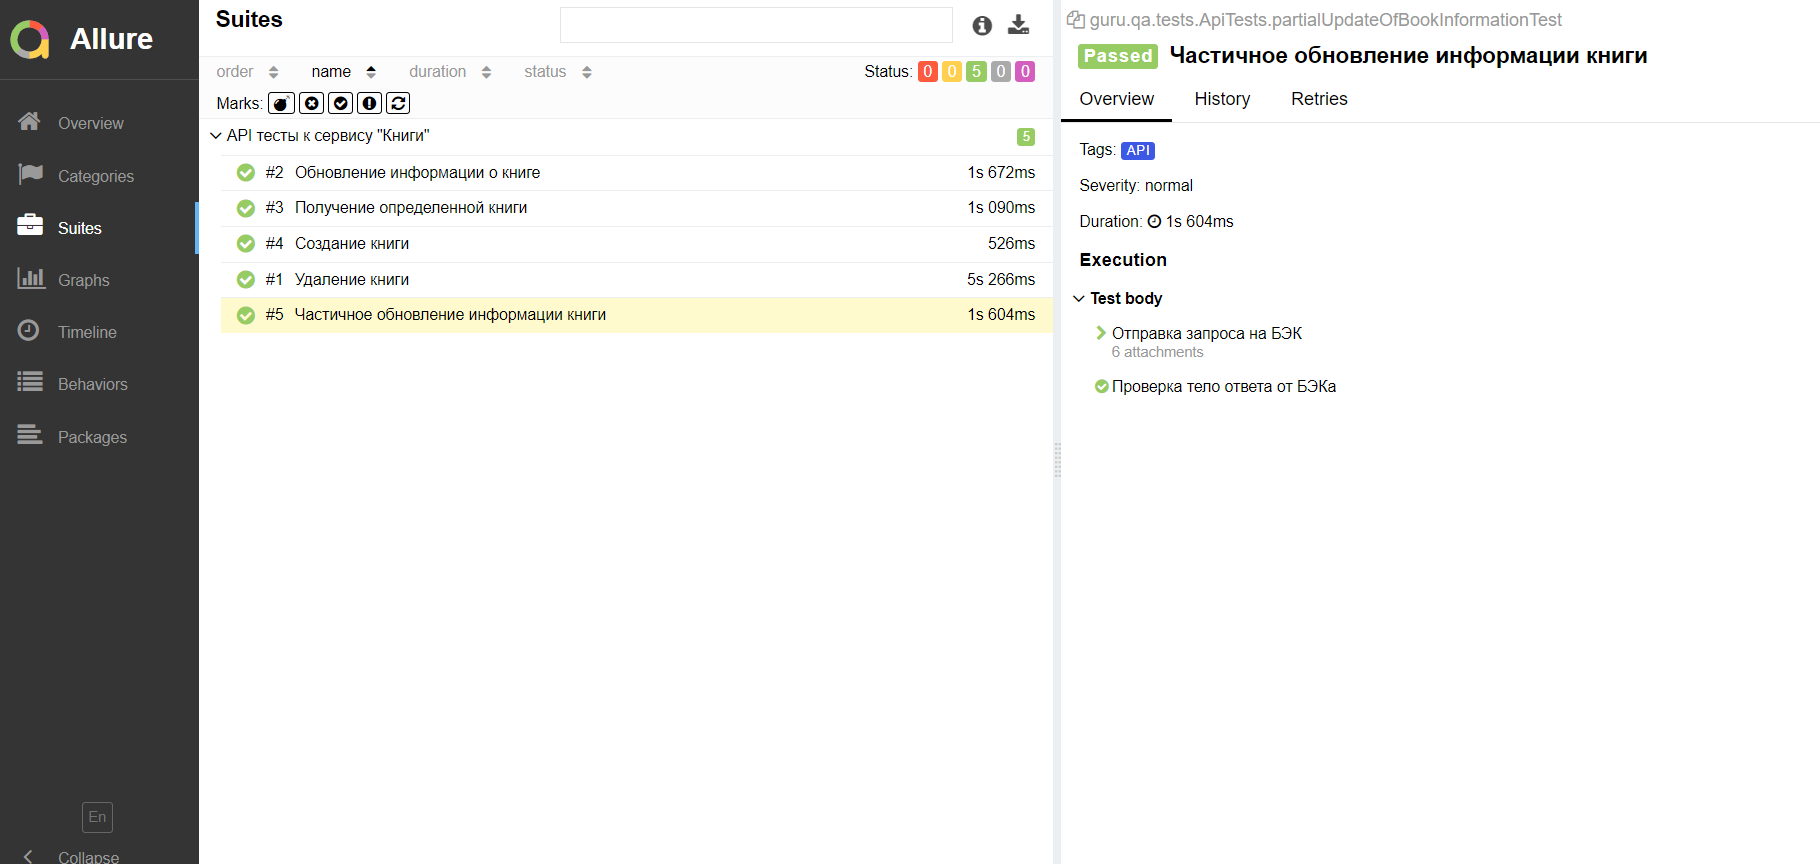 Allure
Overview
Categories
Suites
Graphs
Timeline
Behaviors
Packages
En
Collapse
Suites
order name duration status Status: 0 0 5 0 0
Marks:
API тесты к сервису "Книги" 5
#2 Обновление информации о книге 1s 672ms
#3 Получение определенной книги 1s 090ms
#4 Создание книги 526ms
#1 Удаление книги 5s 266ms
#5 Частичное обновление информации книги 1s 604ms
guru.qa.tests.ApiTests.partialUpdateOfBookInformationTest
Passed Частичное обновление информации книги
Overview History Retries
Tags: API
Severity: normal
Duration: 1s 604ms
Execution
Test body
Отправка запроса на БЭК
6 attachments
Проверка тело ответа от БЭКа